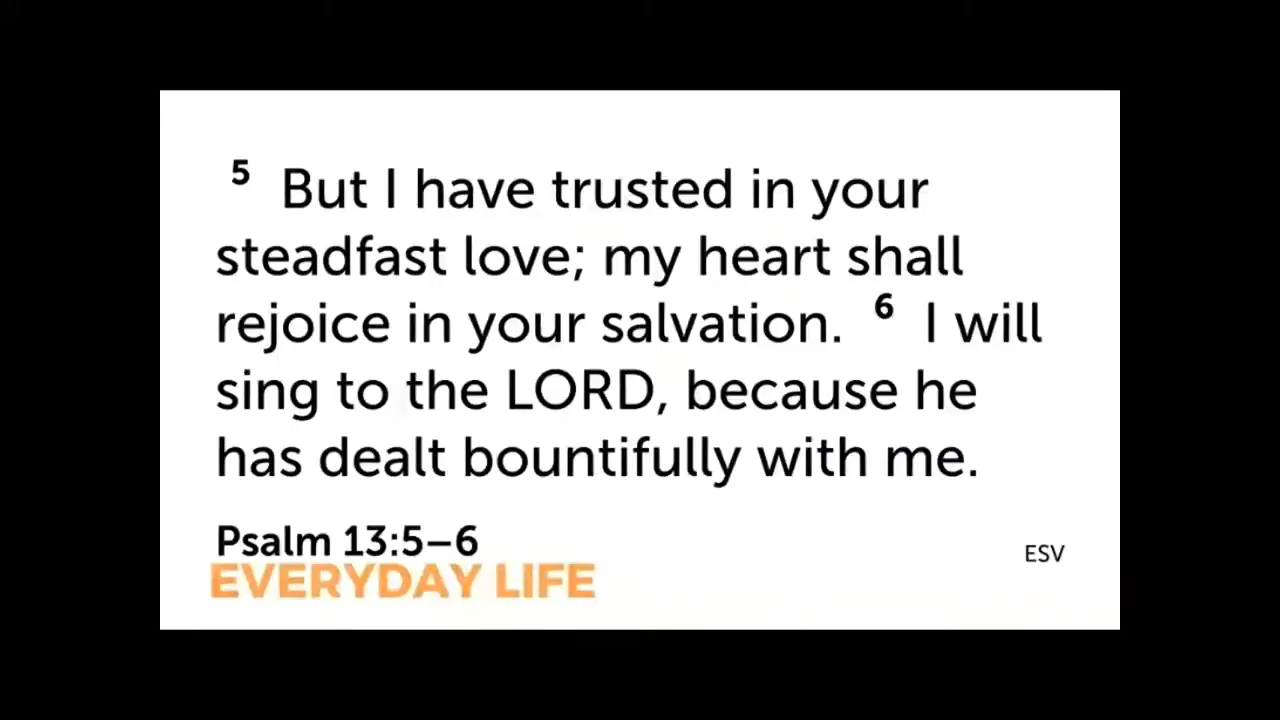 5 But I have trusted in your
steadfast love; my heart shall
rejoice in your salvation. 6 I will
sing to the LORD, because he
has dealt bountifully with me.
Psalm 13:5–6
ESV
EVERYDAY LIFE